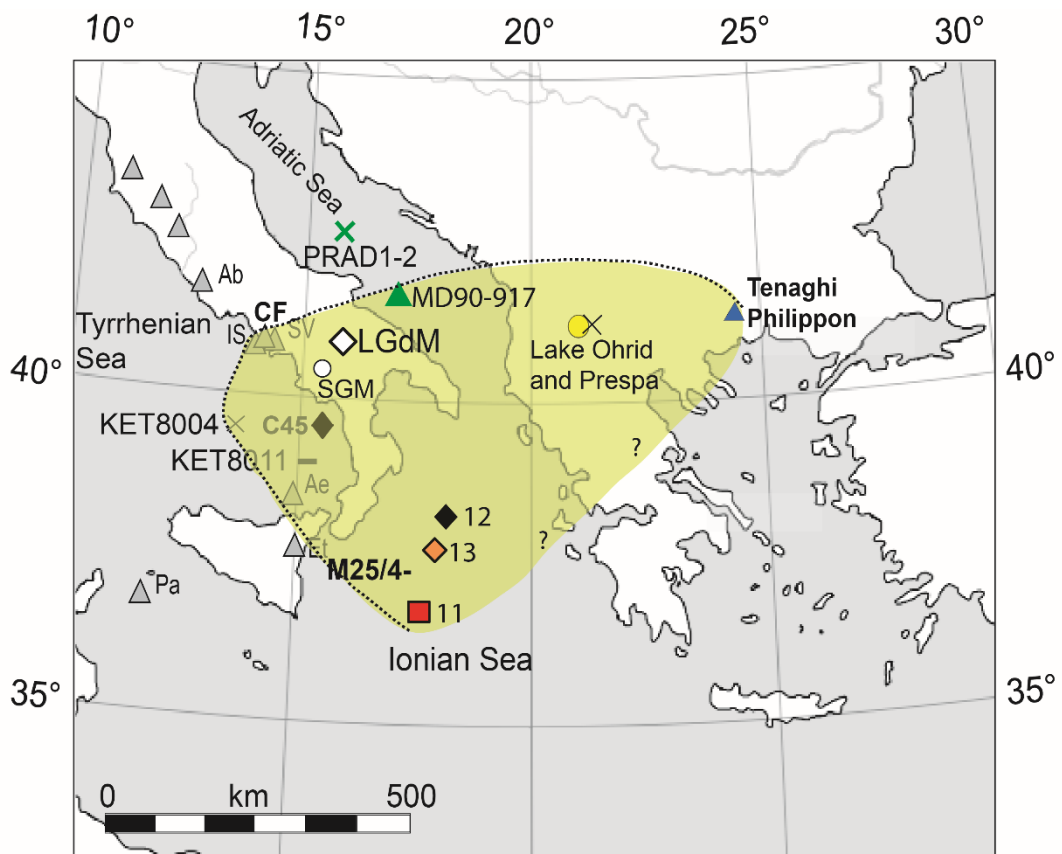 10° 15° 20° 25° 30°
Adriatic Sea
PRAD1-2
Ab
Tyrrhenian
Sea
CF
IS
SV
MD90-917
LGdM
SGM
Tenaghi
Philippon
Lake Ohrid
and Prespa
40°
40°
KET8004
C45
KET8011
Ae
?
12
?
Et
13
M25/4-
Pa
11
Ionian Sea
35°
35°
0 km 500